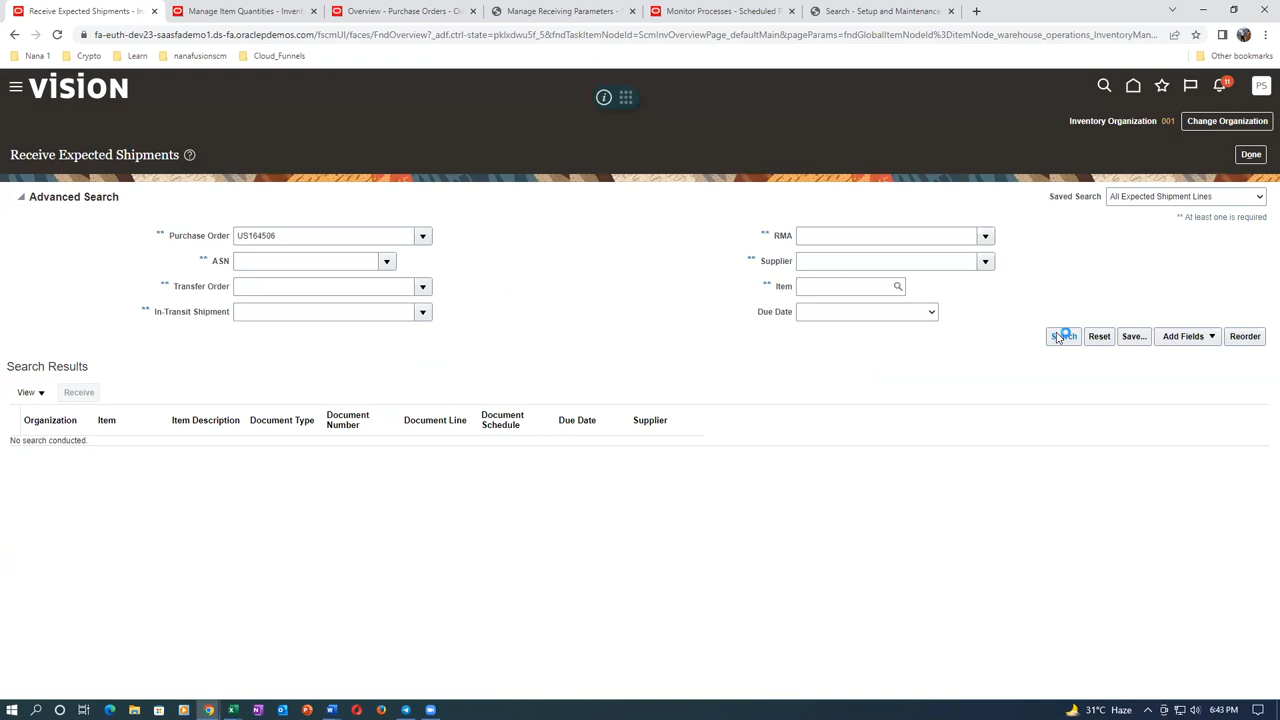 Receive Expected Shipments - In
Manage Item Quantities - Invent
Overview - Purchase Orders - O
Manage Receiving Parameters -
Monitor Processes - Scheduled P
Search - Setup and Maintenance
fa-euth-dev23-saasfademo1.ds-fa.oraclepdemos.com/fscmUI/faces/FndOverview?_adf.ctrl-state=pklxdwu5f_5&fndTaskItemNodeId=ScmInvOverviewPage_defaultMain&pageParams=fndGlobalItemNodeId%3DitemNode_warehouse_operations_InventoryMan...
Nana 1 Crypto Learn nanafusionscm Cloud_Funnels Other bookmarks
VISION 11 PS
Inventory Organization 001 Change Organization
Receive Expected Shipments Done
Advanced Search Saved Search All Expected Shipment Lines
** At least one is required
** Purchase Order US164506 ** RMA
** ASN ** Supplier
** Transfer Order ** Item
** In-Transit Shipment Due Date
Search Reset Save... Add Fields Reorder
Search Results
View Receive
Organization Item Item Description Document Type Document Number Document Line Document Schedule Due Date Supplier
No search conducted.
31°C Haze 6:43 PM